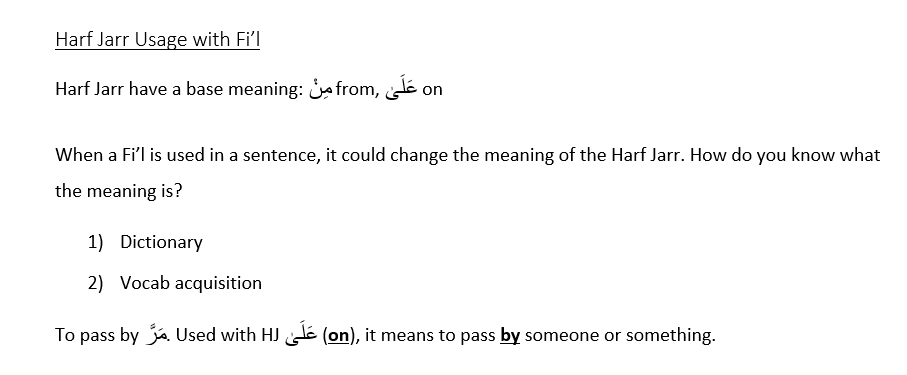 Harf Jarr Usage with Fi’l
Harf Jarr have a base meaning: مِنْ from, عَلَىٰ on
When a Fi’l is used in a sentence, it could change the meaning of the Harf Jarr. How do you know what
the meaning is?
1) Dictionary
2) Vocab acquisition
To pass by مَرَّ. Used with HJ عَلَىٰ (on), it means to pass by someone or something.